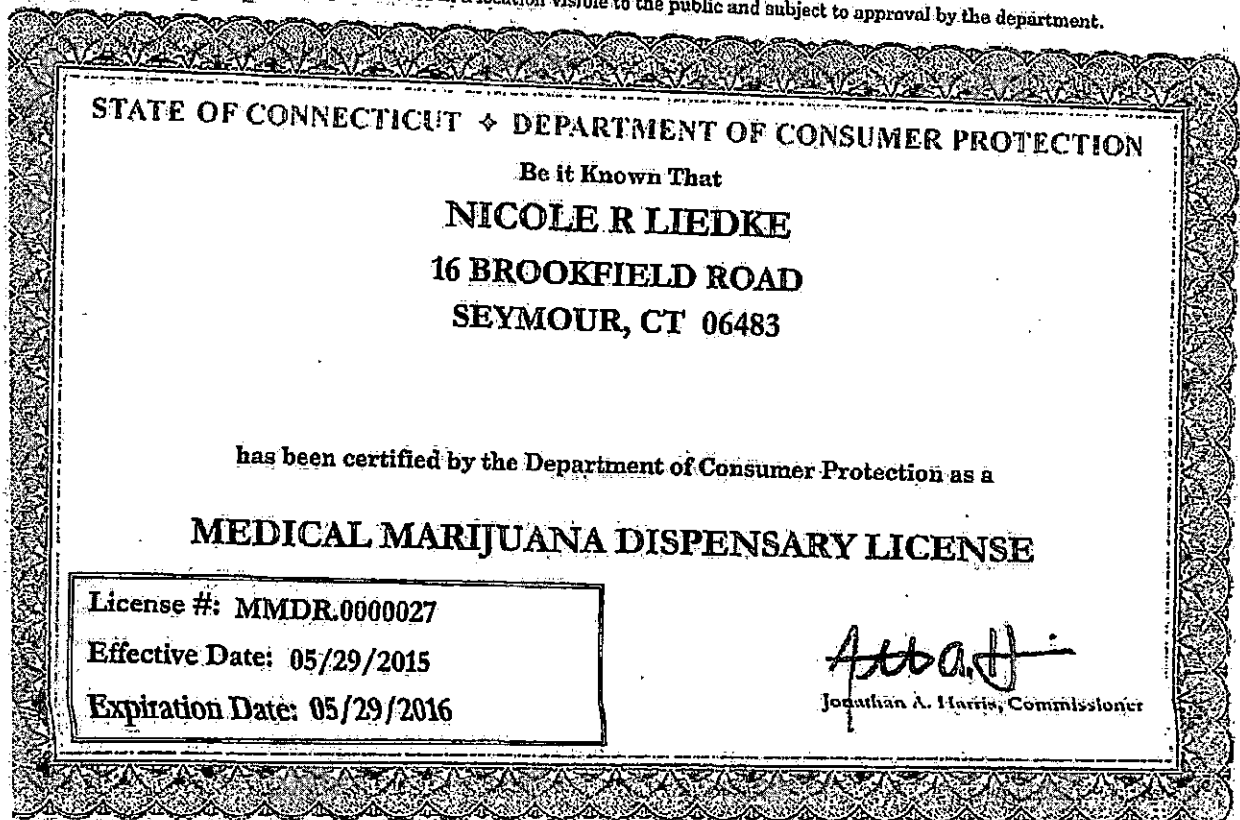 location visible to the public and subject to approval by the department.
STATE OF CONNECTICUT ❖ DEPARTMENT OF CONSUMER PROTECTION
Be it Known That
NICOLE R LIEDKE
16 BROOKFIELD ROAD
SEYMOUR, CT 06483
has been certified by the Department of Consumer Protection as a
MEDICAL MARIJUANA DISPENSARY LICENSE
License #: MMDR.0000027
Effective Date: 05/29/2015
Expiration Date: 05/29/2016
Jonathan A. Harris, Commissioner